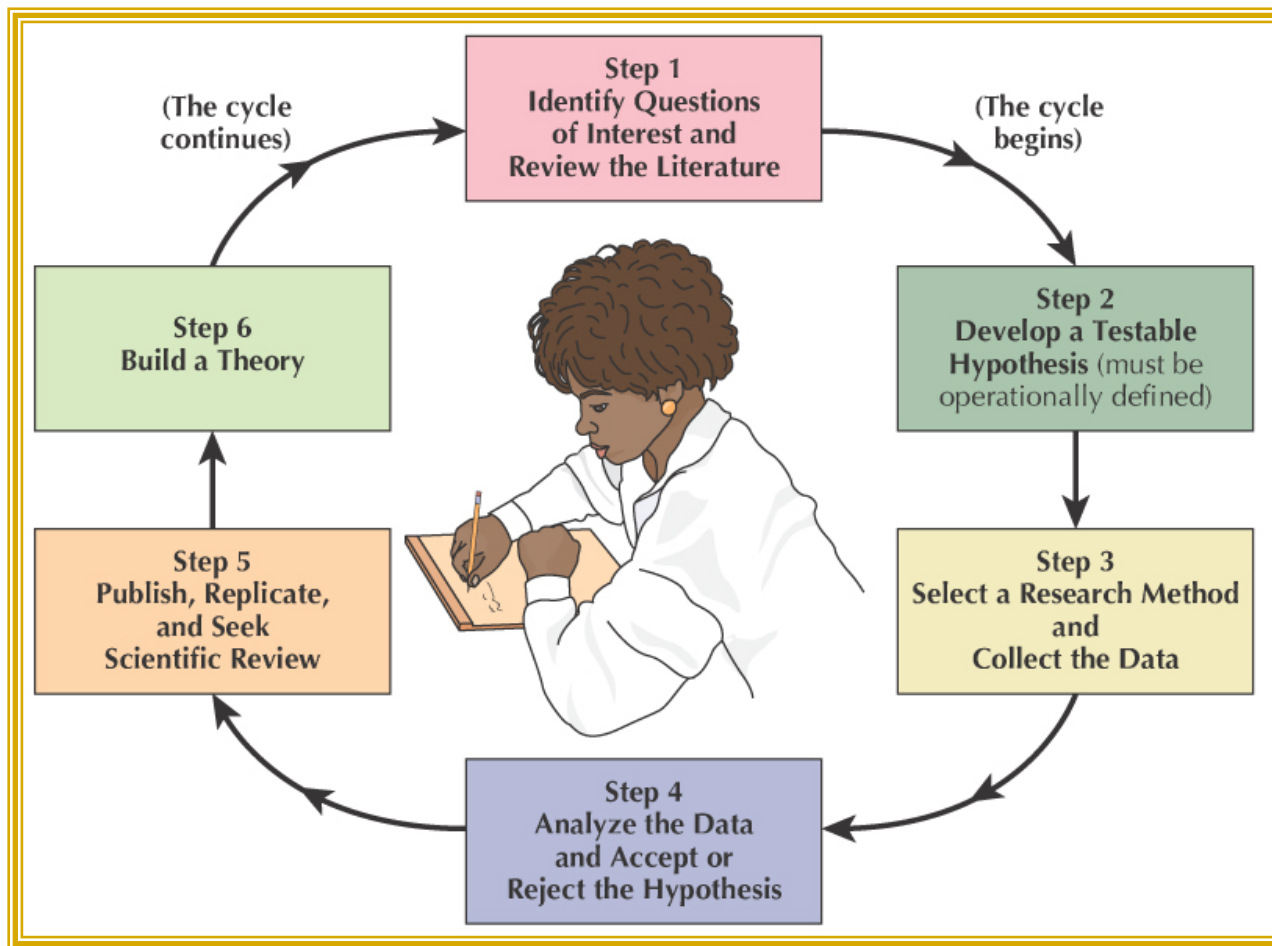 Step 1
Identify Questions
of Interest and
Review the Literature
(The cycle
begins)
Step 2
Develop a Testable
Hypothesis (must be
operationally defined)
Step 3
Select a Research Method
and
Collect the Data
Step 4
Analyze the Data
and Accept or
Reject the Hypothesis
Step 5
Publish, Replicate,
and Seek
Scientific Review
Step 6
Build a Theory
(The cycle
continues)